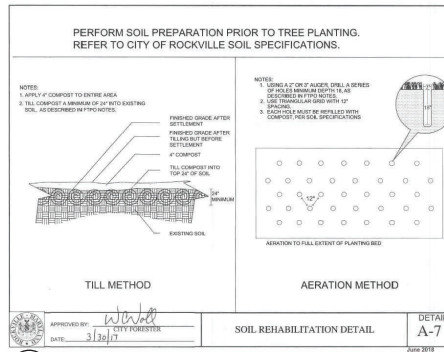 PERFORM SOIL PREPARATION PRIOR TO TREE PLANTING.
REFER TO CITY OF ROCKVILLE SOIL SPECIFICATIONS.
NOTES:
1. APPLY 4" COMPOST TO ENTIRE AREA
2. TILL COMPOST A MINIMUM OF 24" INTO EXISTING
SOIL, AS DESCRIBED IN FTPO NOTES.
FINISHED GRADE AFTER
SETTLEMENT
FINISHED GRADE AFTER
TILLING BUT BEFORE
SETTLEMENT
4" COMPOST
TILL COMPOST INTO
TOP 24" OF SOIL
24"
MINIMUM
EXISTING SOIL
TILL METHOD
NOTES:
1. USING A 2" OR 3" AUGER, DRILL A SERIES
OF HOLES MINIMUM DEPTH 18, AS
DESCRIBED IN FTPO NOTES.
2. USE TRIANGULAR GRID WITH 12"
SPACING.
3. EACH HOLE MUST BE REFILLED WITH
COMPOST, PER SOIL SPECIFICATIONS
18"
12"
AERATION TO FULL EXTENT OF PLANTING BED
AERATION METHOD
APPROVED BY:
CITY FORESTER
DATE: 3/30/17
SOIL REHABILITATION DETAIL
DETAIL
A-7
June 2018